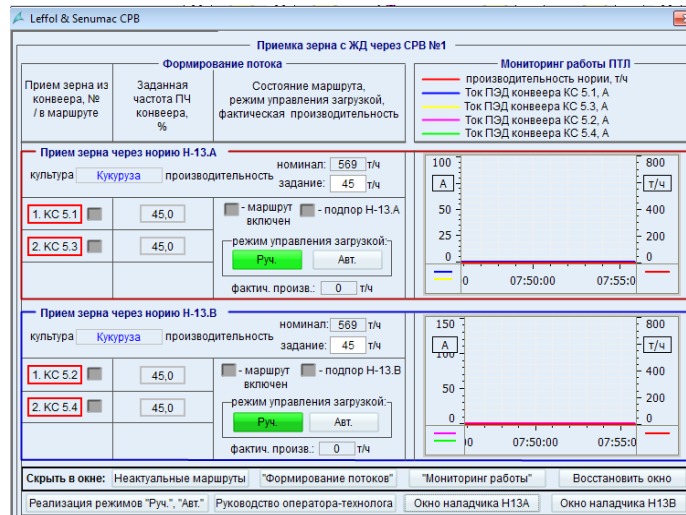 Leffol & Senumac СРВ
Приемка зерна с ЖД через СРВ №1
Формирование потока
Прием зерна из конвеера, № / в маршруте
Заданная частота ПЧ конвеера, %
Состояние маршрута, режим управления загрузкой, фактическая производительность
Мониторинг работы ПТЛ
производительность нории, т/ч
Ток ПЭД конвеера КС 5.1, А
Ток ПЭД конвеера КС 5.3, А
Ток ПЭД конвеера КС 5.2, А
Ток ПЭД конвеера КС 5.4, А
Прием зерна через норию Н-13.А
культура Кукуруза производительность
номинал: 569 т/ч
задание: 45 т/ч
1. КС 5.1 45,0
- маршрут включен - подпор Н-13.А
2. КС 5.3 45,0
режим управления загрузкой:
Руч. Авт.
фактич. произв.: 0 т/ч
100 800
А т/ч
50 400
25 200
0 0
0 07:50:00 07:55:0
Прием зерна через норию Н-13.В
культура Кукуруза производительность
номинал: 569 т/ч
задание: 45 т/ч
1. КС 5.2 45,0
- маршрут включен - подпор Н-13.В
2. КС 5.4 45,0
режим управления загрузкой:
Руч. Авт.
фактич. произв.: 0 т/ч
150 800
А т/ч
100
400
50
200
0 0
0 07:50:00 07:55:0
Скрыть в окне: Неактуальные маршруты "Формирование потоков" "Мониторинг работы" Восстановить окно
Реализация режимов "Руч.", "Авт." Руководство оператора-технолога Окно наладчика Н13А Окно наладчика Н13В